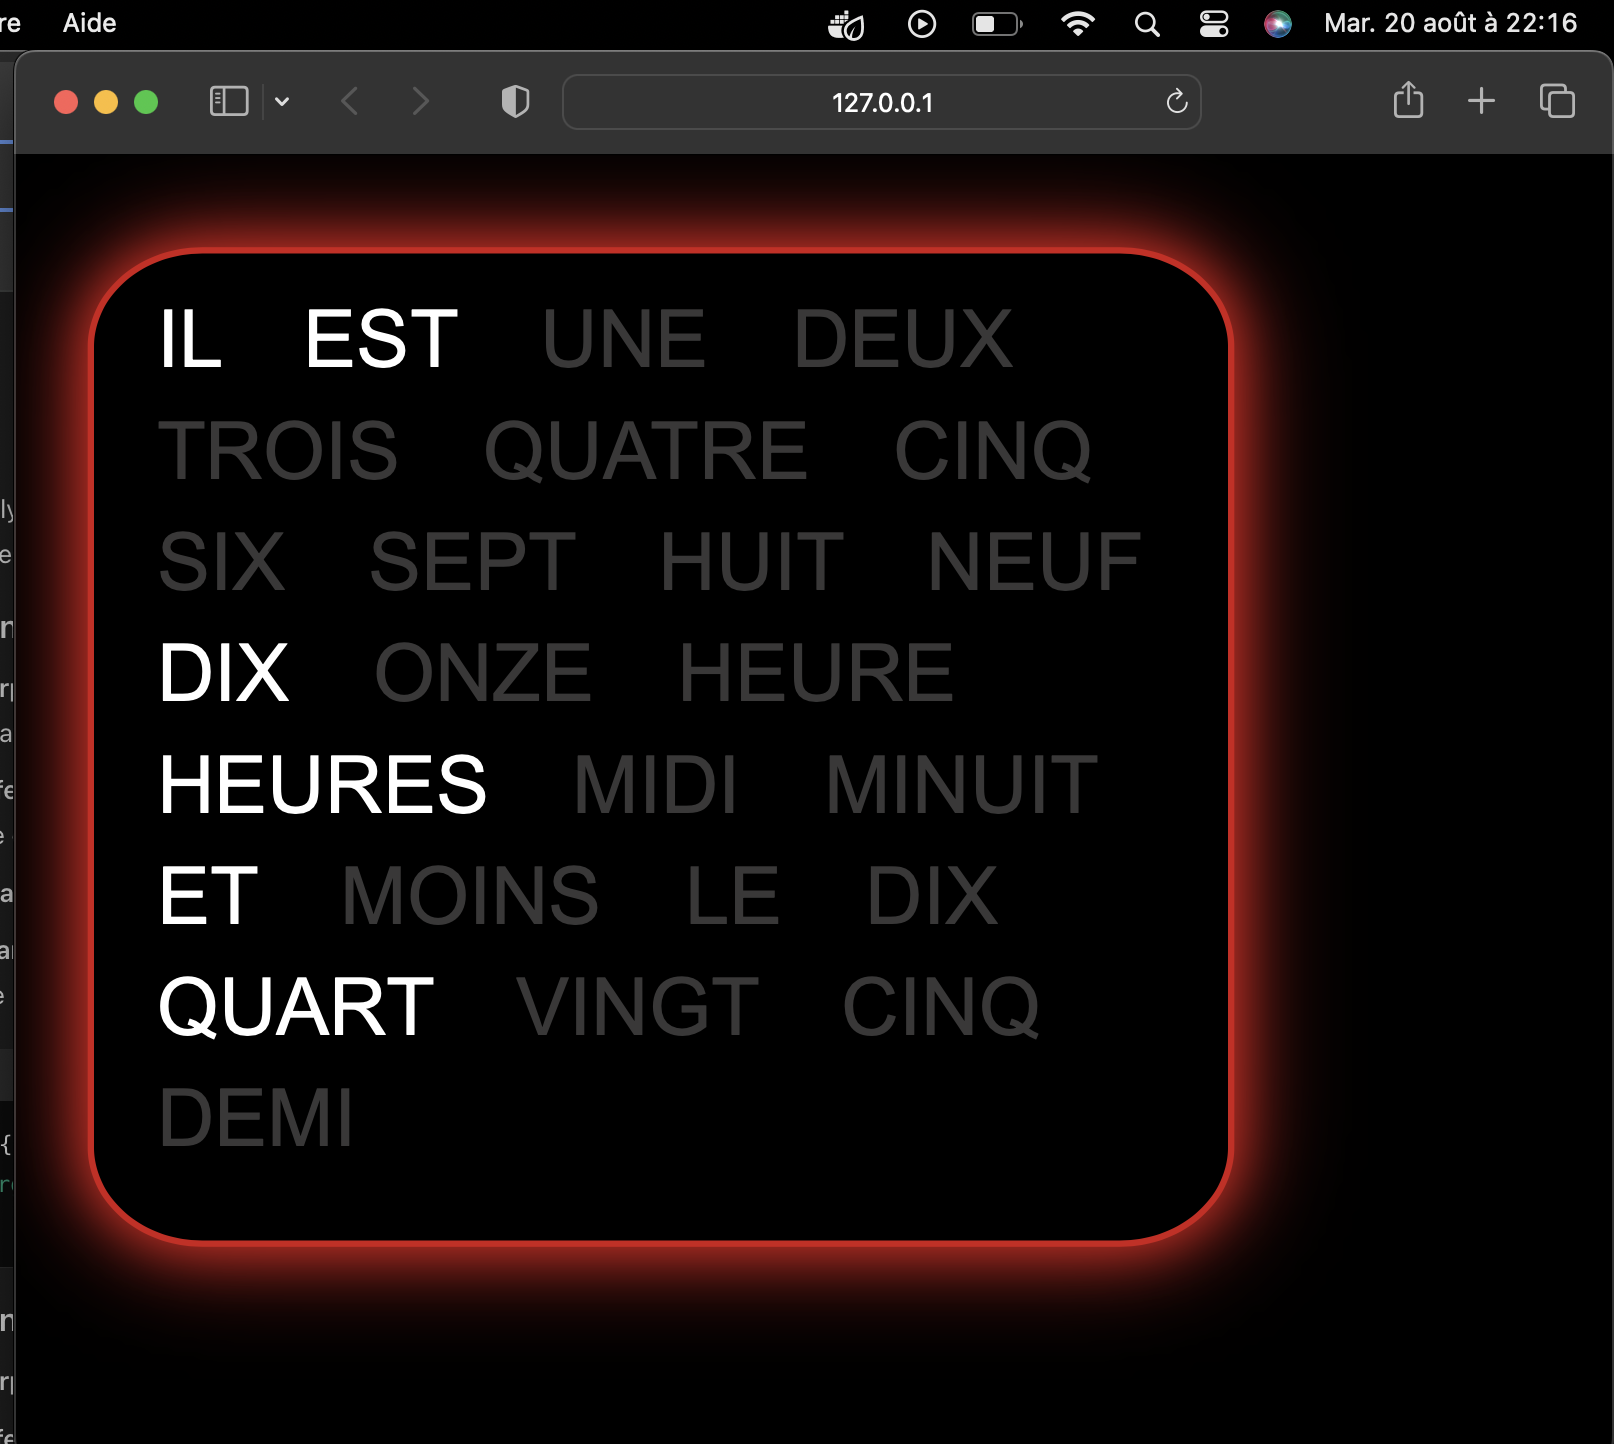 Aide Mar. 20 août à 22:16
127.0.0.1
IL EST UNE DEUX
TROIS QUATRE CINQ
SIX SEPT HUIT NEUF
DIX ONZE HEURE
HEURES MIDI MINUIT
ET MOINS LE DIX
QUART VINGT CINQ
DEMI